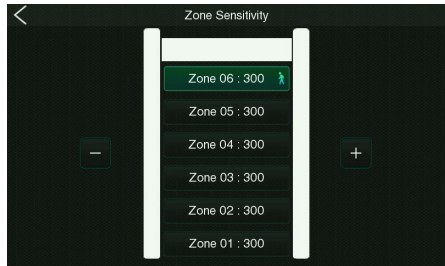 Zone Sensitivity
Zone 06 : 300
Zone 05 : 300
− Zone 04 : 300 +
Zone 03 : 300
Zone 02 : 300
Zone 01 : 300